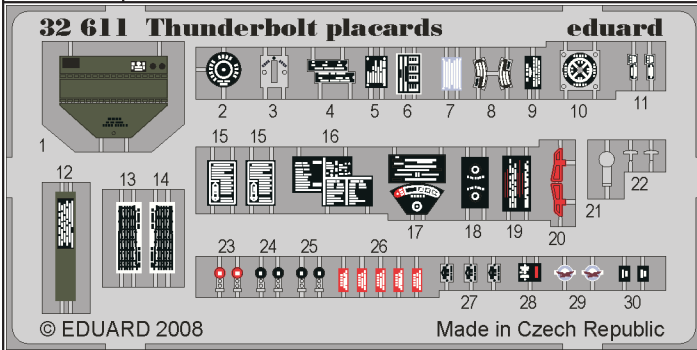 32 611 Thunderbolt placards eduard
1 2 3 4 5 6 7 8 9 10 11
12 13 14 15 15 16 17 18 19 20 21 22
23 24 25 26 27 28 29 30
© EDUARD 2008 Made in Czech Republic